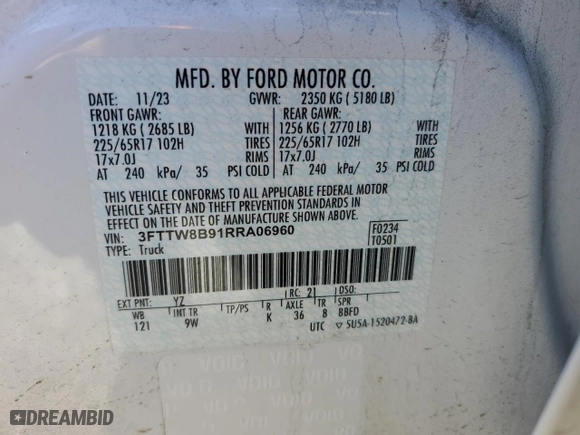 MFD. BY FORD MOTOR CO.
DATE: 11/23 GVWR: 2350 KG ( 5180 LB)
FRONT GAWR: REAR GAWR:
1218 KG ( 2685 LB) WITH 1256 KG ( 2770 LB) WITH
225/65R17 102H TIRES 225/65R17 102H TIRES
17x7.0J RIMS 17x7.0J RIMS
AT 240 kPa/ 35 PSI COLD AT 240 kPa/ 35 PSI COLD
THIS VEHICLE CONFORMS TO ALL APPLICABLE FEDERAL MOTOR
VEHICLE SAFETY AND THEFT PREVENTION STANDARDS IN
EFFECT ON THE DATE OF MANUFACTURE SHOWN ABOVE.
VIN: 3FTTW8B91RRA06960 F0234
TYPE: Truck T0501
EXT PNT: YZ RC: 21 DSO:
WB INT TR TP/PS R AXLE TR SPR
121 9W K 36 8 BBFD
UTC ▽ 5U5A-1520472-BA
VOID VOID VOID
DREAMBID